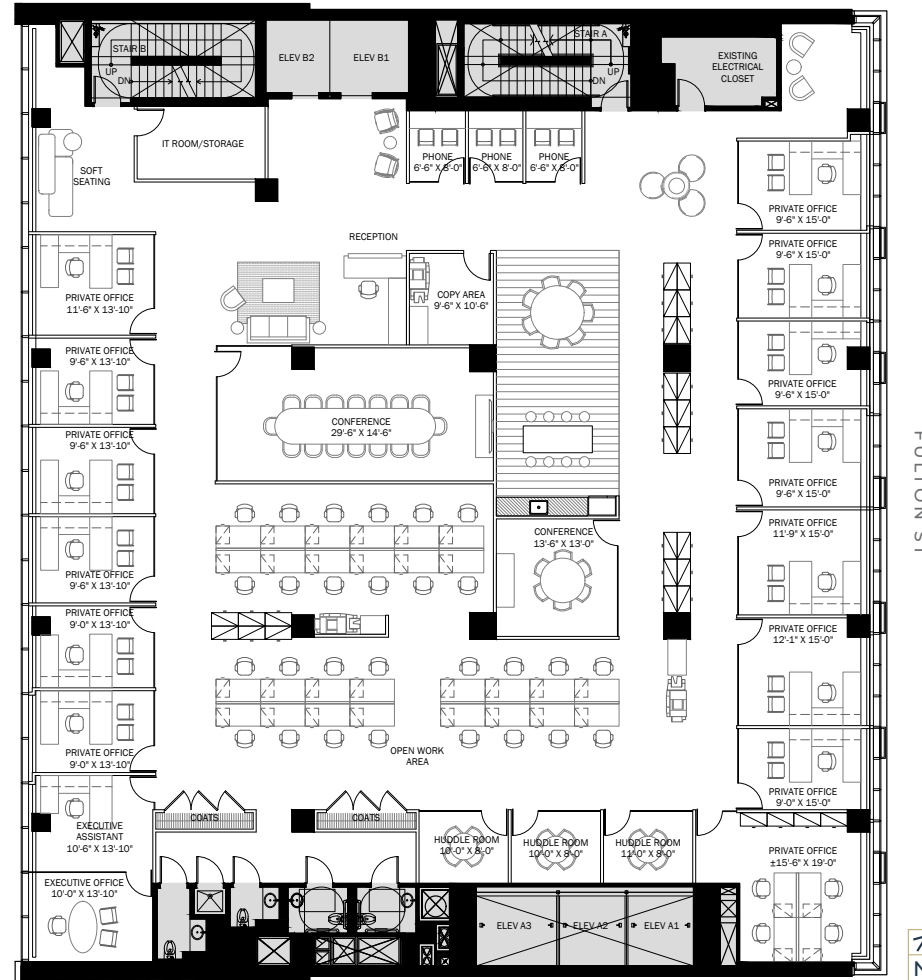 STAIR B
UP
DN
ELEV B2
ELEV B1
STAIR A
UP
DN
EXISTING
ELECTRICAL
CLOSET
IT ROOM/STORAGE
SOFT
SEATING
PHONE
6'-6" X 8'-0"
PHONE
6'-6" X 8'-0"
PHONE
6'-6" X 8'-0"
PRIVATE OFFICE
9'-6" X 15'-0"
RECEPTION
PRIVATE OFFICE
9'-6" X 15'-0"
PRIVATE OFFICE
11'-6" X 13'-10"
COPY AREA
9'-6" X 10'-6"
PRIVATE OFFICE
9'-6" X 13'-10"
PRIVATE OFFICE
9'-6" X 15'-0"
CONFERENCE
29'-6" X 14'-6"
PRIVATE OFFICE
9'-6" X 13'-10"
PRIVATE OFFICE
9'-6" X 15'-0"
FULTON ST
PRIVATE OFFICE
11'-9" X 15'-0"
CONFERENCE
13'-6" X 13'-0"
PRIVATE OFFICE
9'-6" X 13'-10"
PRIVATE OFFICE
9'-0" X 13'-10"
PRIVATE OFFICE
12'-1" X 15'-0"
PRIVATE OFFICE
9'-0" X 13'-10"
OPEN WORK
AREA
PRIVATE OFFICE
9'-0" X 15'-0"
COATS
COATS
EXECUTIVE
ASSISTANT
10'-6" X 13'-10"
HUDDLE ROOM
10'-0" X 8'-0"
HUDDLE ROOM
10'-0" X 8'-0"
HUDDLE ROOM
11'-0" X 8'-0"
PRIVATE OFFICE
±15'-6" X 19'-0"
EXECUTIVE OFFICE
10'-0" X 13'-10"
ELEV A3
ELEV A2
ELEV A1
N